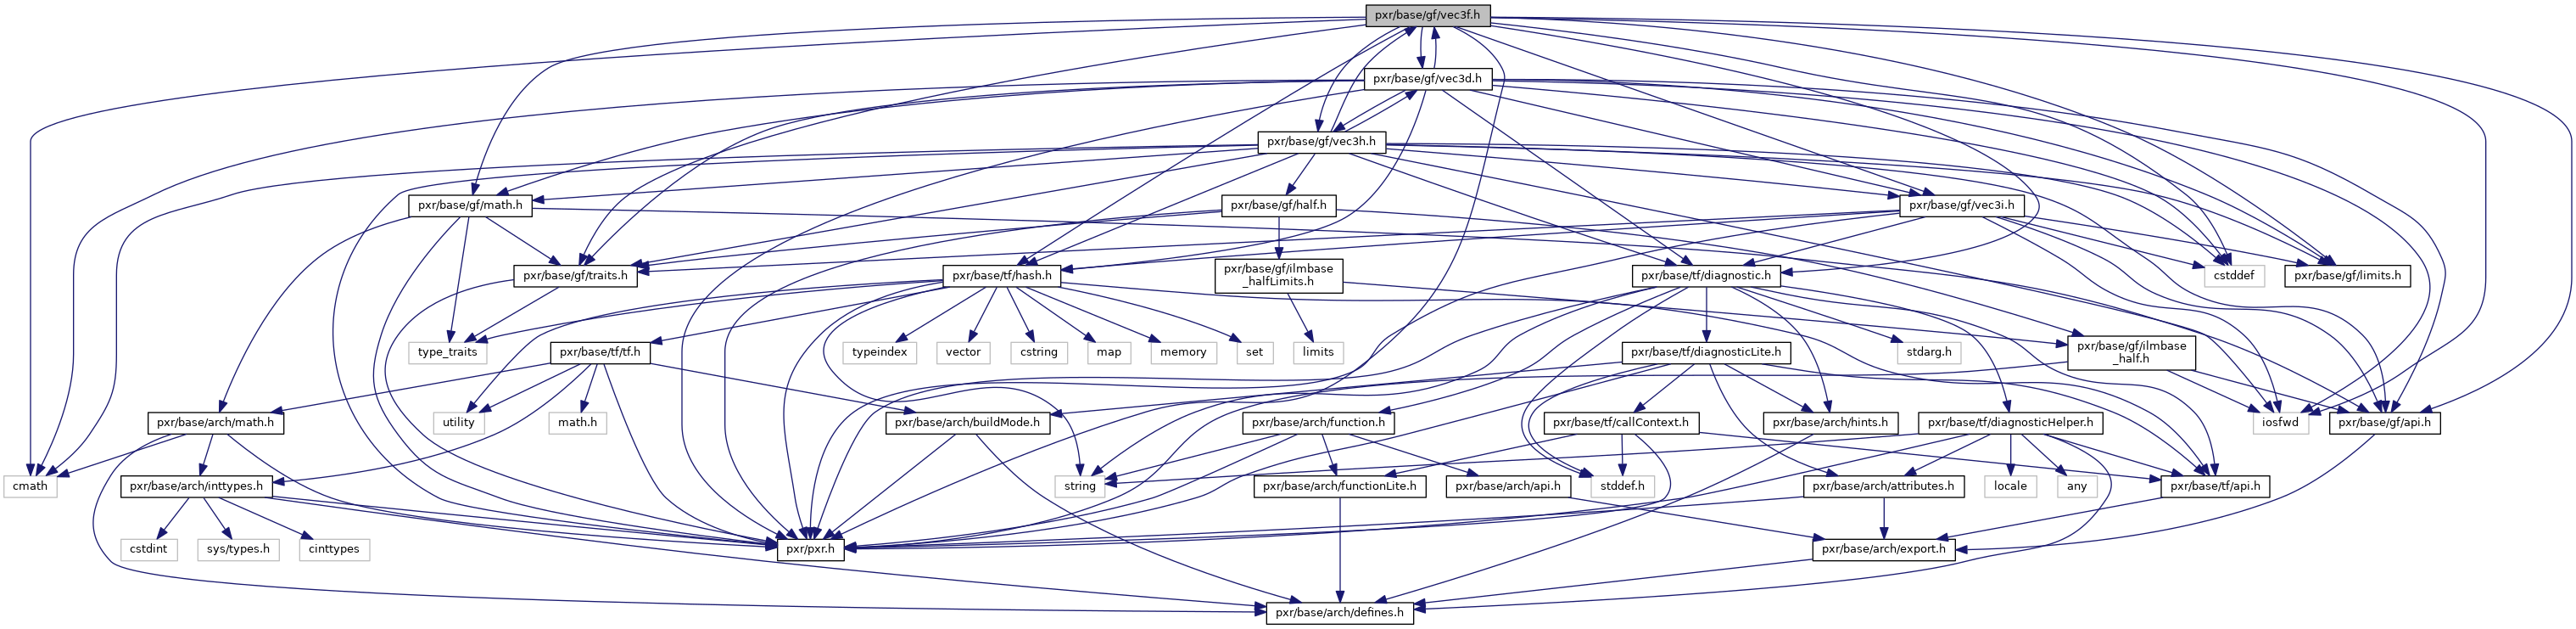 pxr/base/gf/vec3f.h
pxr/base/gf/vec3d.h
pxr/base/gf/vec3h.h
pxr/base/gf/math.h
pxr/base/gf/half.h
pxr/base/gf/vec3i.h
pxr/base/gf/traits.h
pxr/base/tf/hash.h
pxr/base/gf/ilmbase
_halfLimits.h
pxr/base/tf/diagnostic.h
cstddef
pxr/base/gf/limits.h
type_traits
pxr/base/tf/tf.h
typeindex
vector
cstring
map
memory
set
limits
pxr/base/tf/diagnosticLite.h
stdarg.h
pxr/base/gf/ilmbase
_half.h
pxr/base/arch/math.h
utility
math.h
pxr/base/arch/buildMode.h
pxr/base/arch/function.h
pxr/base/tf/callContext.h
pxr/base/arch/hints.h
pxr/base/tf/diagnosticHelper.h
iosfwd
pxr/base/gf/api.h
cmath
pxr/base/arch/inttypes.h
string
pxr/base/arch/functionLite.h
pxr/base/arch/api.h
stddef.h
pxr/base/arch/attributes.h
locale
any
pxr/base/tf/api.h
cstdint
sys/types.h
cinttypes
pxr/pxr.h
pxr/base/arch/export.h
pxr/base/arch/defines.h